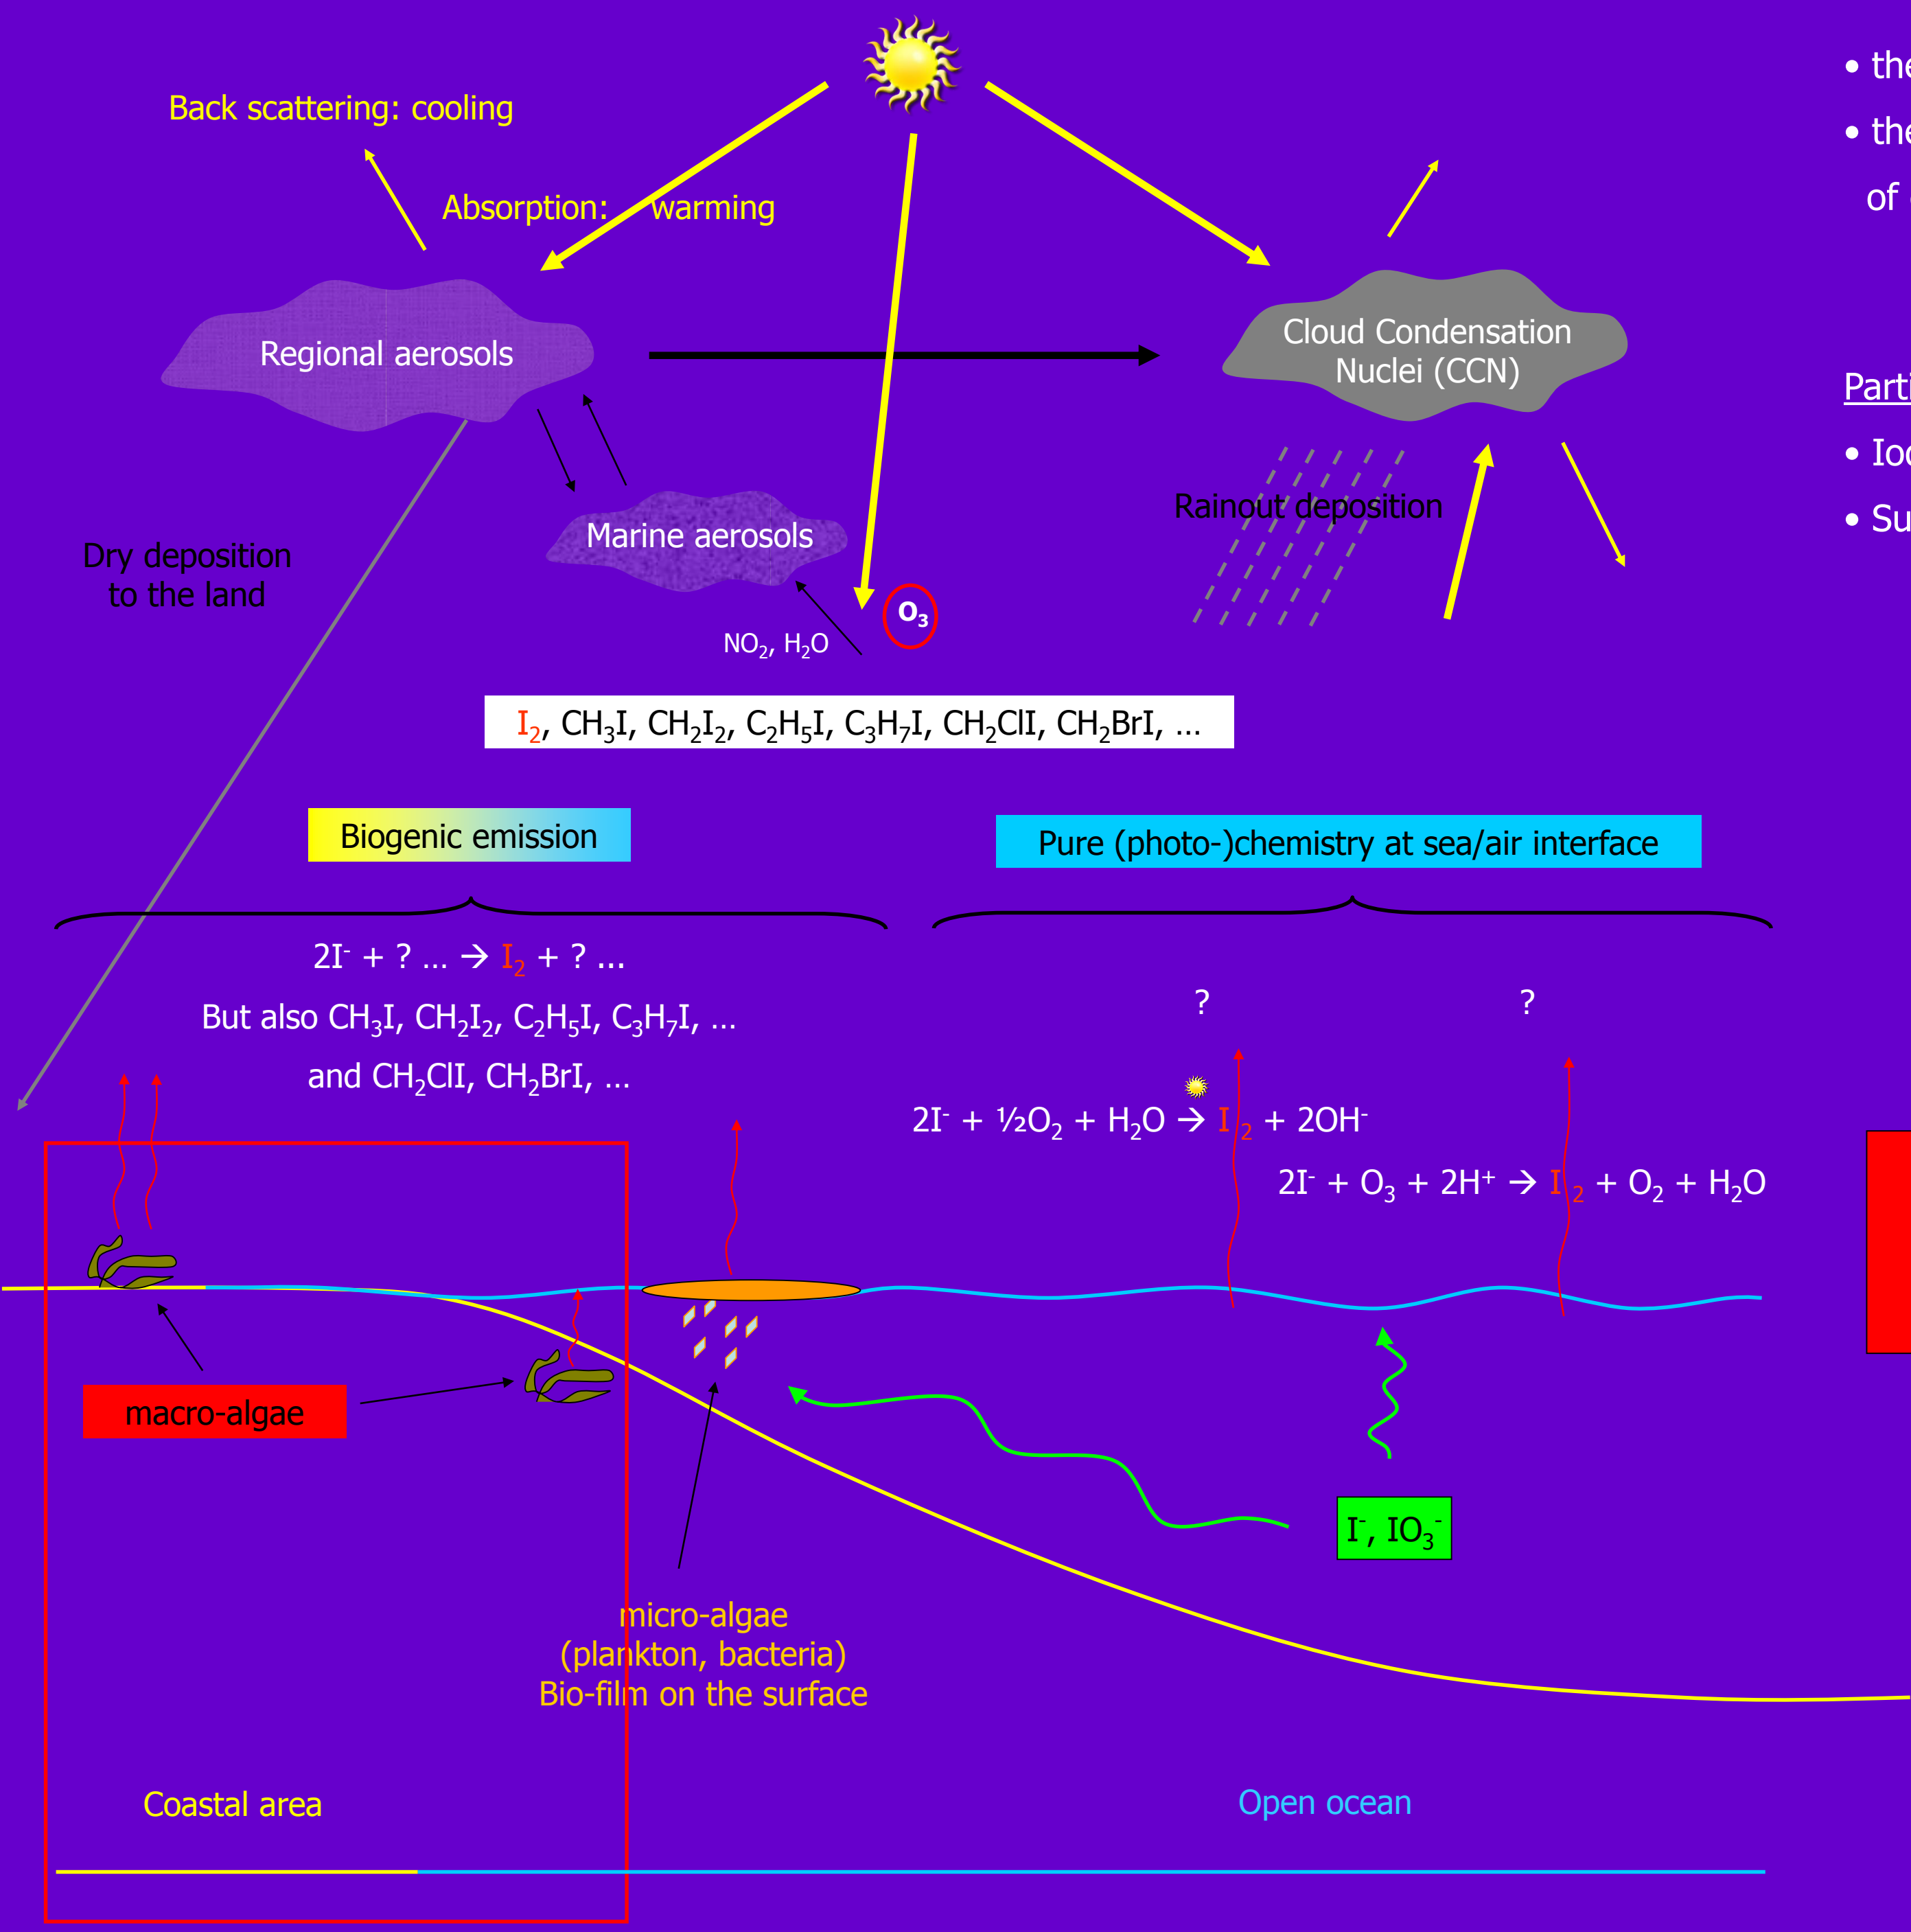 Back scattering: cooling
Absorption: warming
Regional aerosols
Cloud Condensation
Nuclei (CCN)
Marine aerosols
Rainout deposition
Dry deposition
to the land
O₃
NO₂, H₂O
I₂, CH₃I, CH₂I₂, C₂H₅I, C₃H₇I, CH₂ClI, CH₂BrI, ...
Biogenic emission
Pure (photo-)chemistry at sea/air interface
2I⁻ + ? ... → I₂ + ? ...
But also CH₃I, CH₂I₂, C₂H₅I, C₃H₇I, ...
and CH₂ClI, CH₂BrI, ...
? ?
2I⁻ + ½O₂ + H₂O → I₂ + 2OH⁻
2I⁻ + O₃ + 2H⁺ → I₂ + O₂ + H₂O
macro-algae
I⁻, IO₃⁻
micro-algae
(plankton, bacteria)
Bio-film on the surface
Coastal area
Open ocean
• the
• the
of